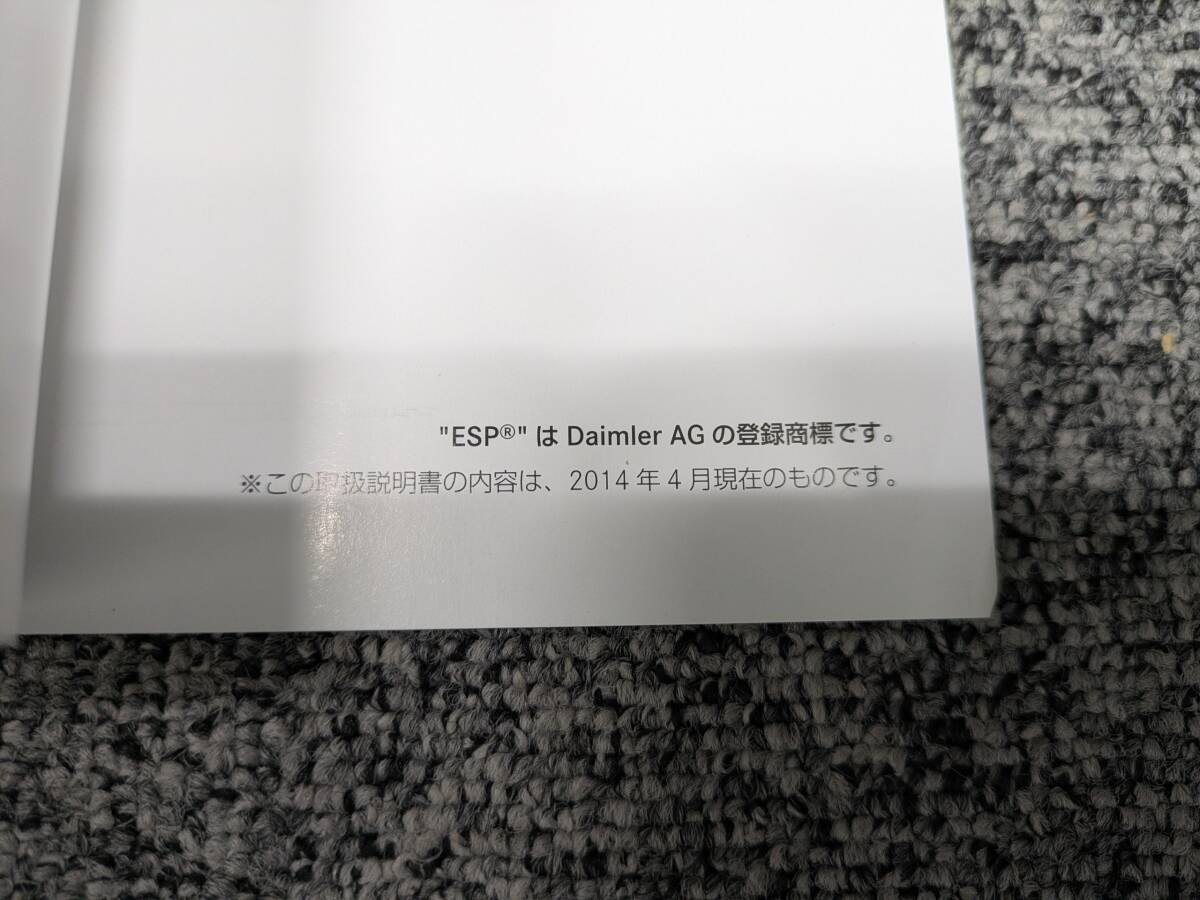 "ESP®" は Daimler AG の登録商標です。
※この取扱説明書の内容は、2014 年 4 月現在のものです。